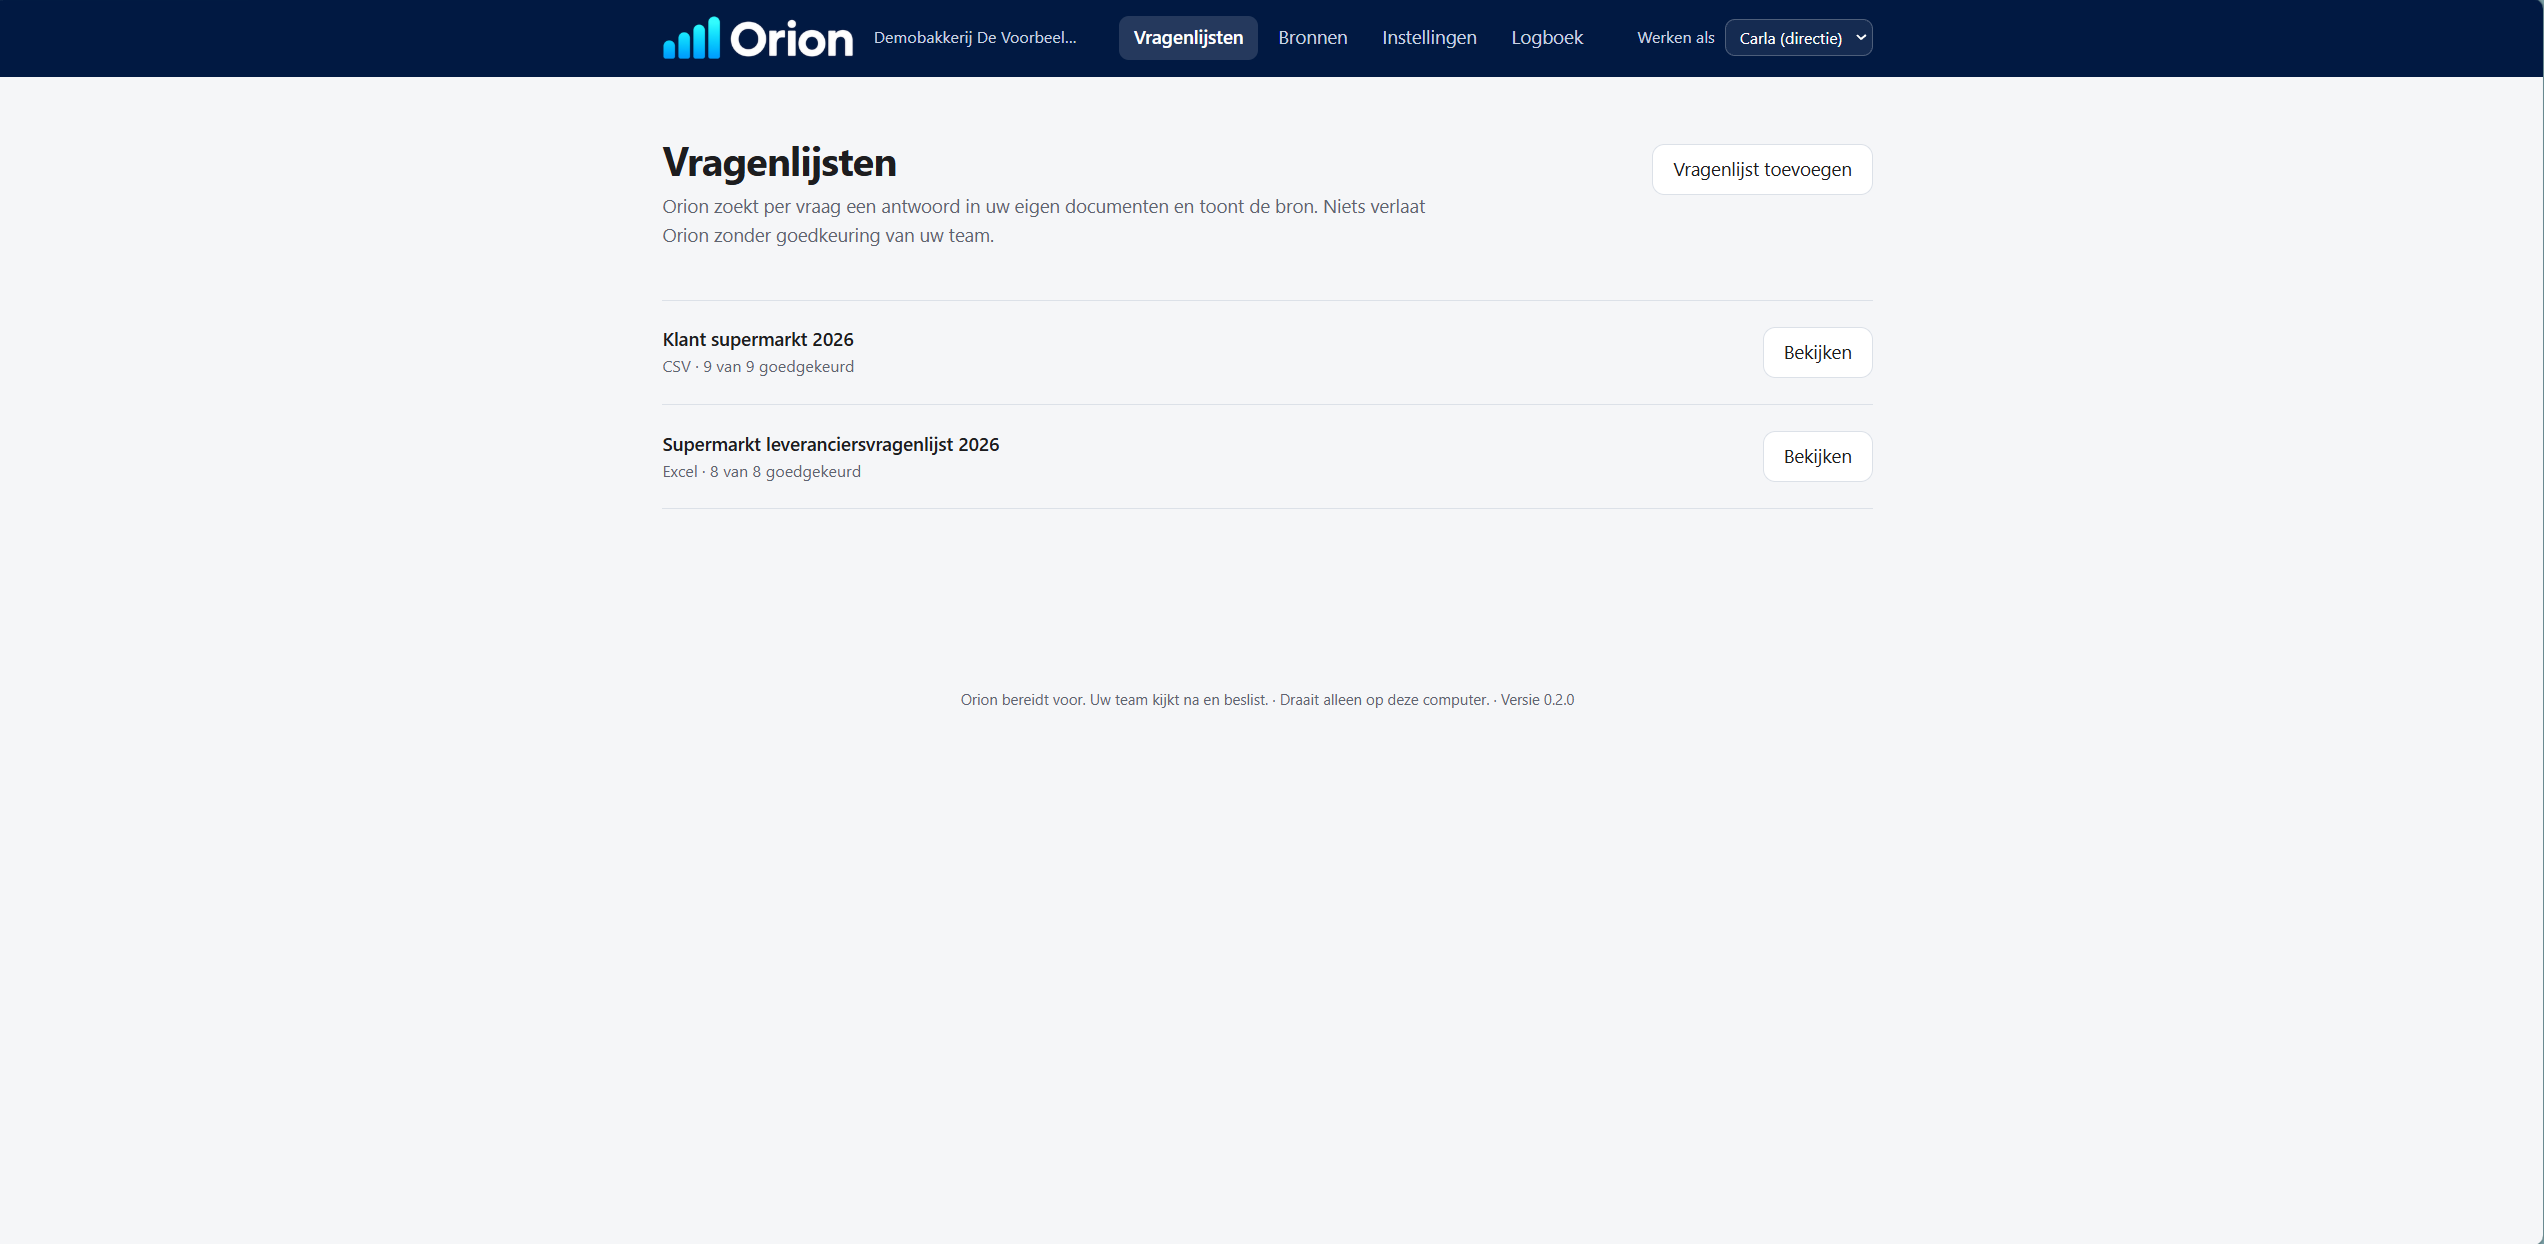 Orion
Demobakkerij De Voorbeel...
Vragenlijsten
Bronnen
Instellingen
Logboek
Werken als
Carla (directie)
Vragenlijsten
Vragenlijst toevoegen
Orion zoekt per vraag een antwoord in uw eigen documenten en toont de bron. Niets verlaat
Orion zonder goedkeuring van uw team.
Klant supermarkt 2026
CSV · 9 van 9 goedgekeurd
Bekijken
Supermarkt leveranciersvragenlijst 2026
Excel · 8 van 8 goedgekeurd
Bekijken
Orion bereidt voor. Uw team kijkt na en beslist. · Draait alleen op deze computer. · Versie 0.2.0